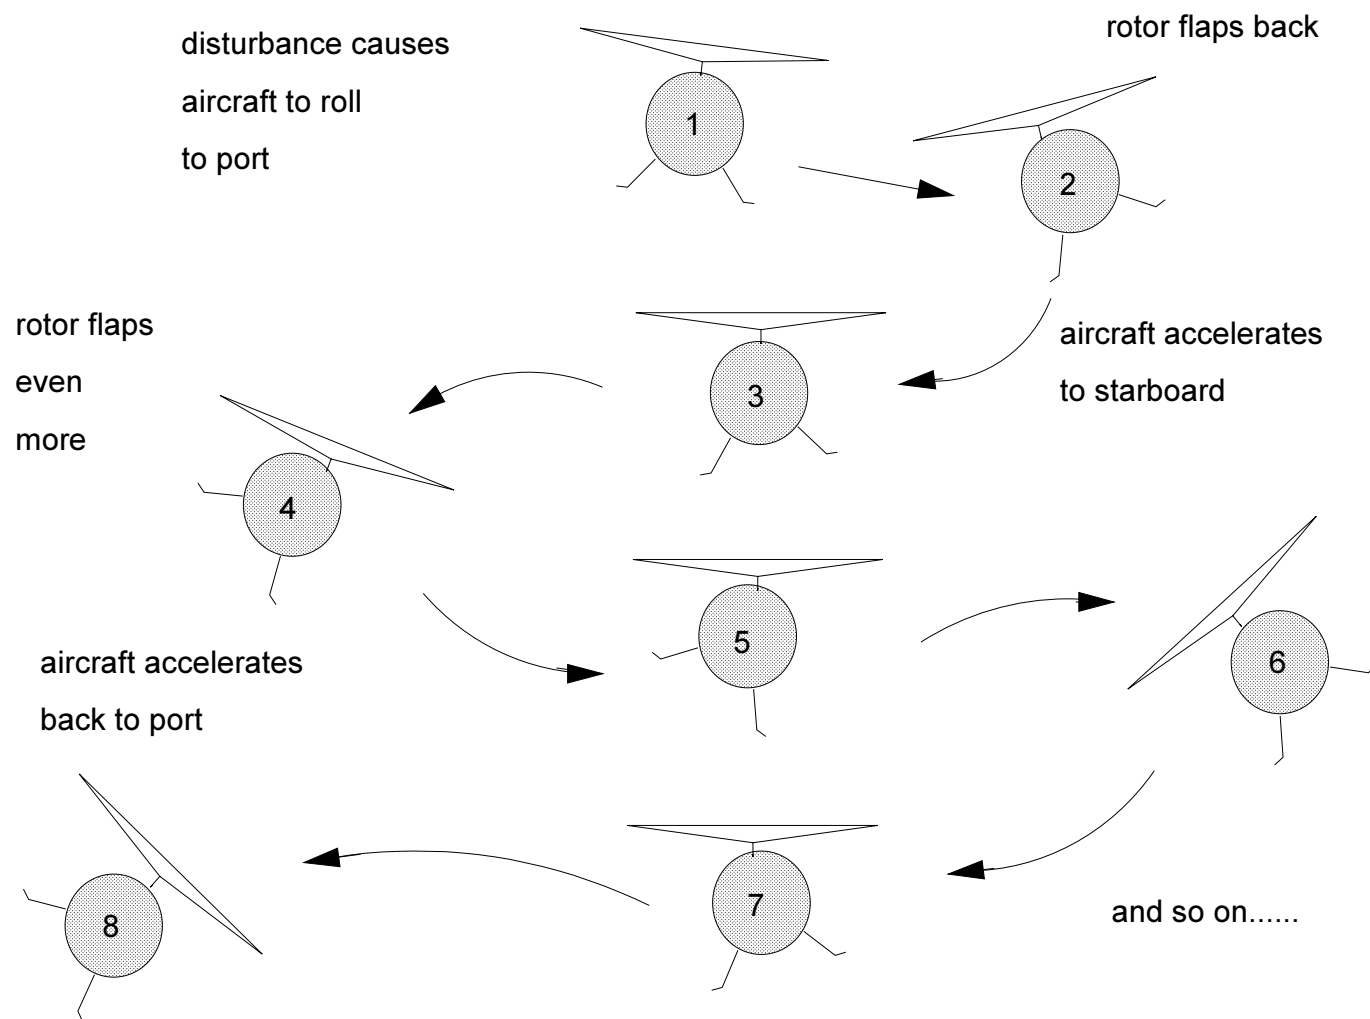 disturbance causes
aircraft to roll
to port
1
rotor flaps back
2
rotor flaps
even
more
3
aircraft accelerates
to starboard
4
5
6
aircraft accelerates
back to port
7
8
and so on......